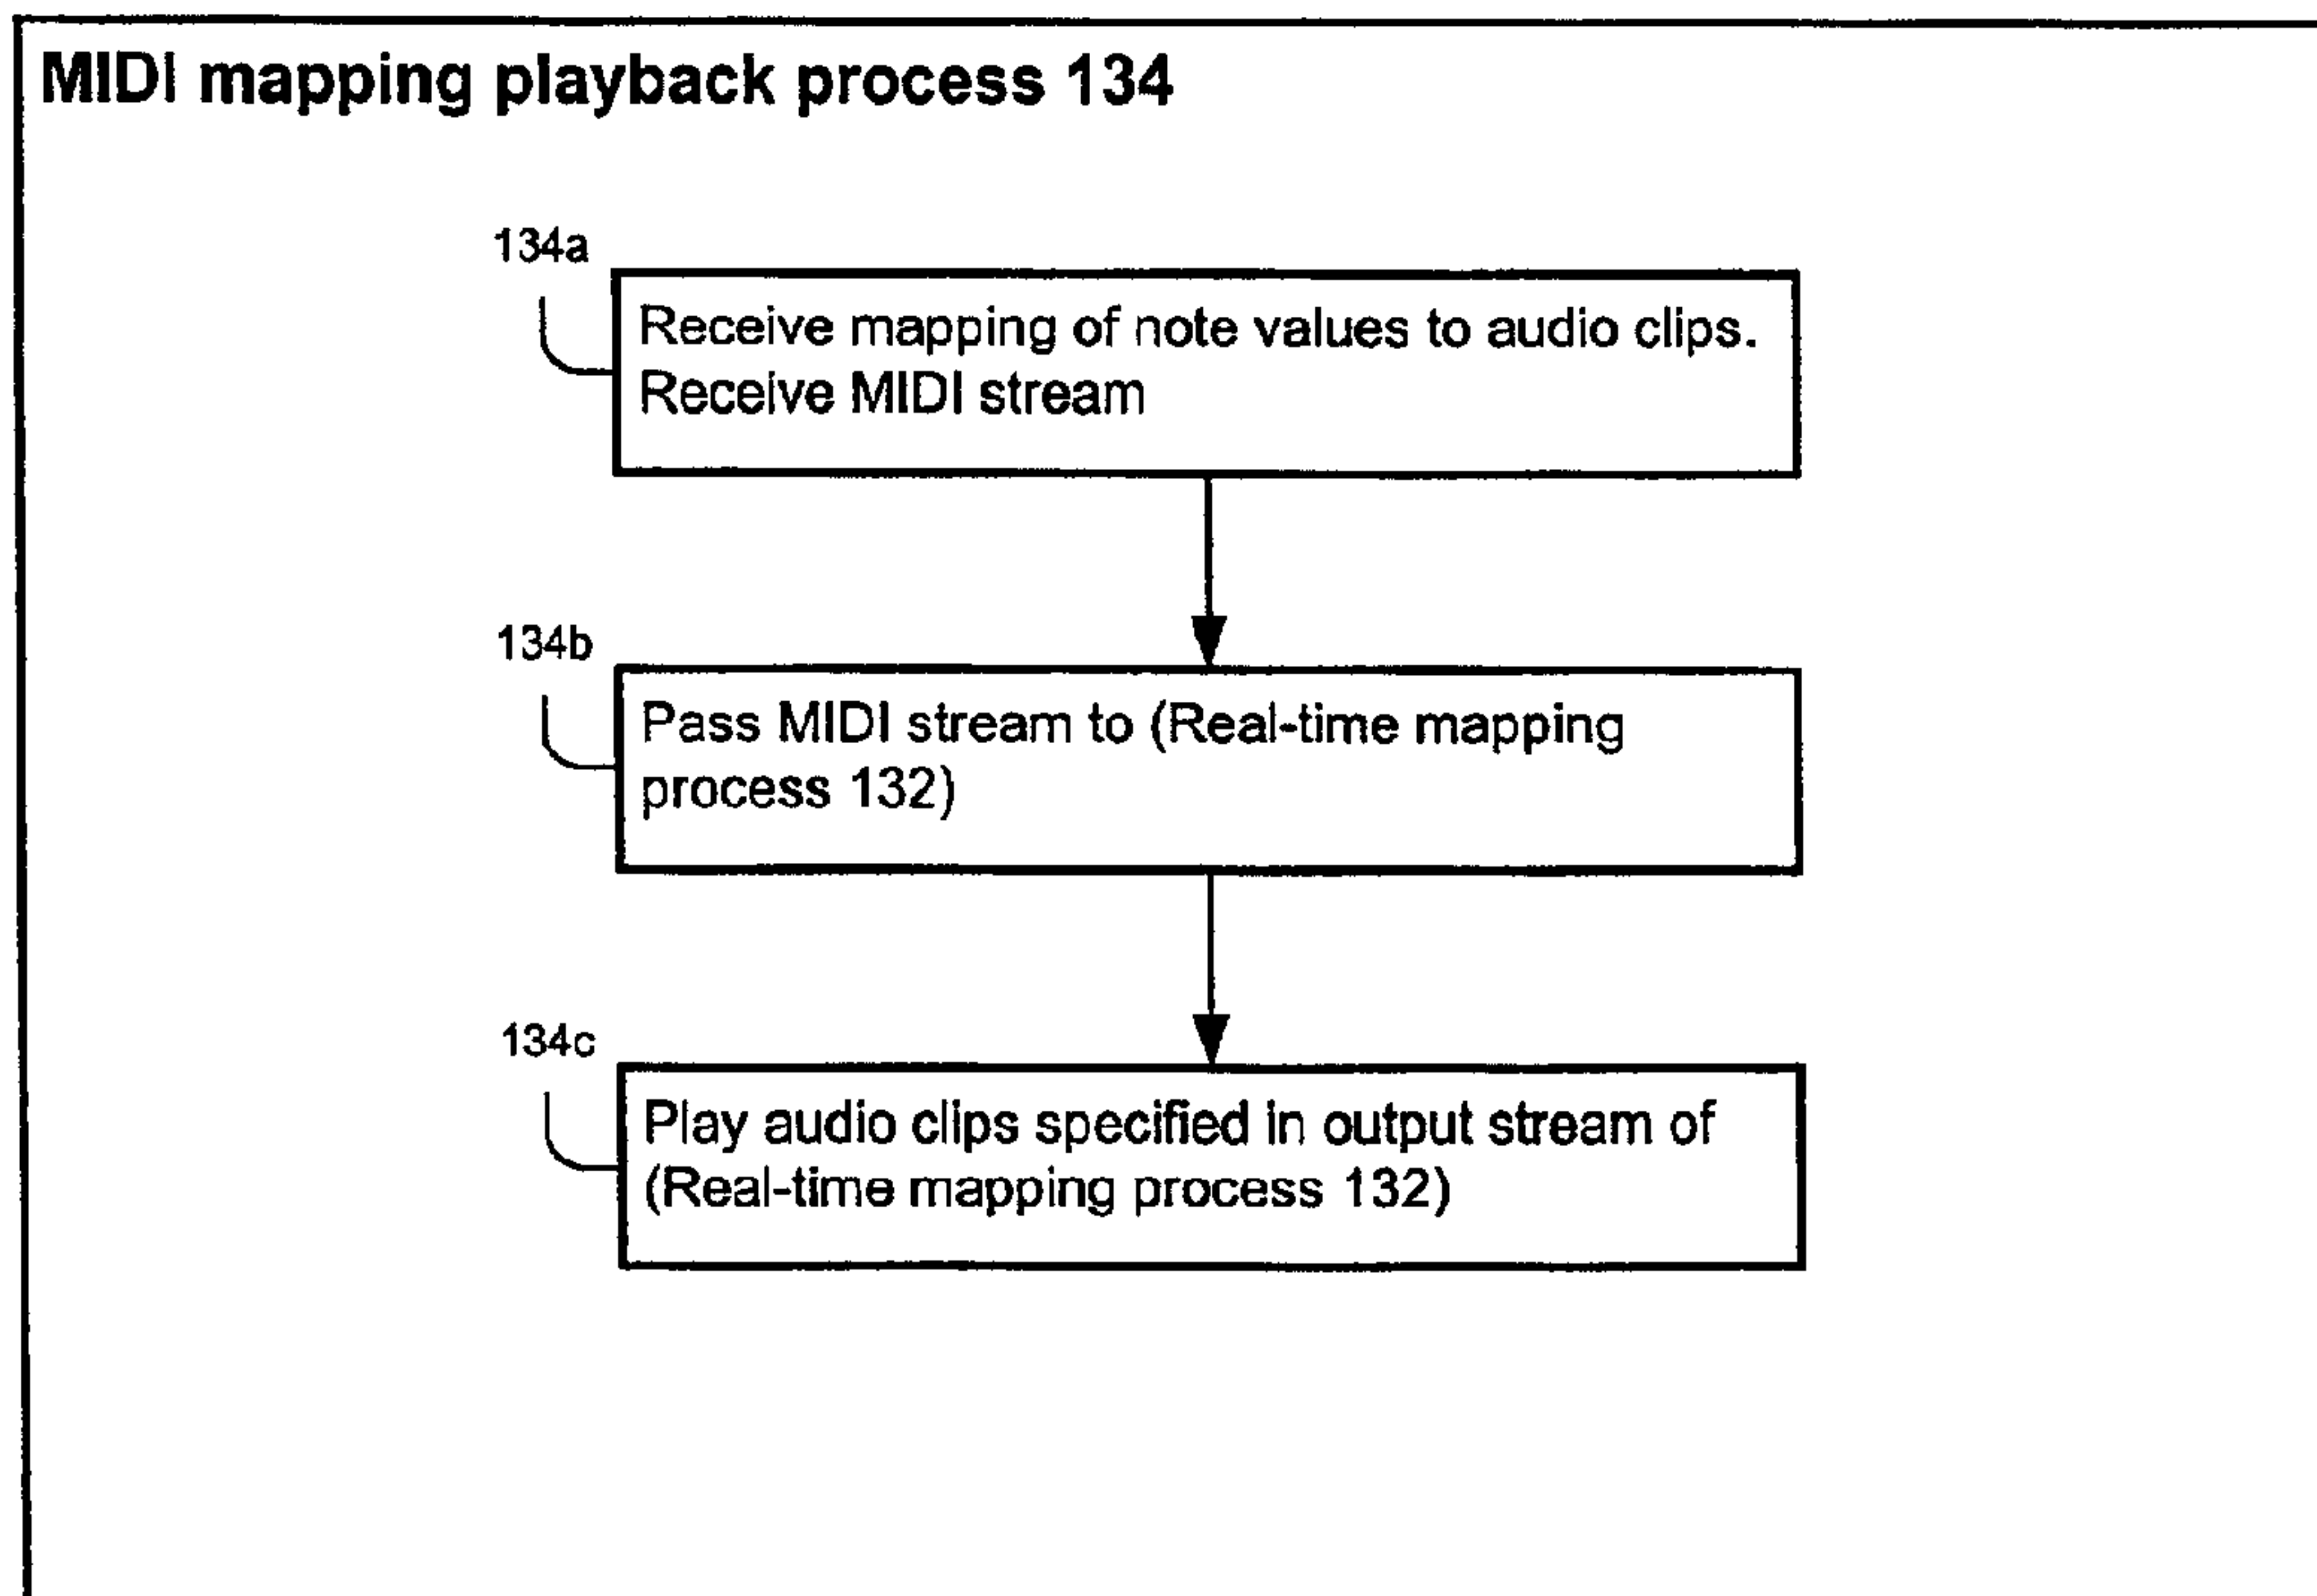 MIDI mapping playback process 134
134a
Receive mapping of note values to audio clips.
Receive MIDI stream
134b
Pass MIDI stream to (Real-time mapping
process 132)
134c
Play audio clips specified in output stream of
(Real-time mapping process 132)